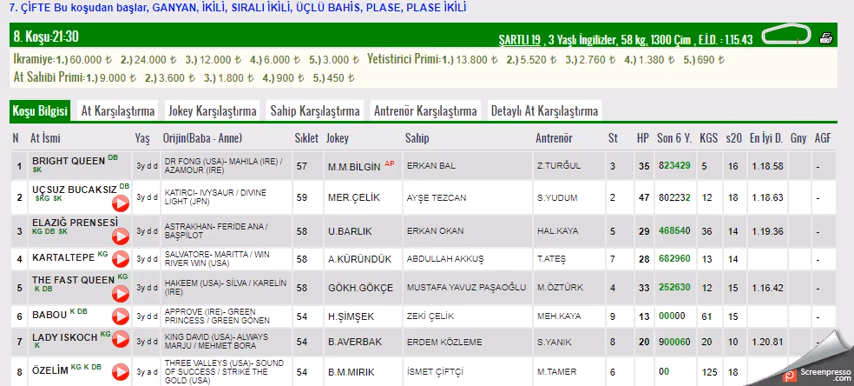 7. ÇİFTE Bu koşudan başlar, GANYAN, İKİLİ, SIRALI İKİLİ, ÜÇLÜ BAHİS, PLASE, PLASE İKİLİ
8. Koşu:21:30 ŞARTLI 19 , 3 Yaşlı İngilizler, 58 kg, 1300 Çim , E.İ.D. : 1.15.43
Ikramiye:1.) 60.000 ₺ 2.) 24.000 ₺ 3.) 12.000 ₺ 4.) 6.000 ₺ 5.) 3.000 ₺ Yetistirici Primi:1.) 13.800 ₺ 2.) 5.520 ₺ 3.) 2.760 ₺ 4.) 1.380 ₺ 5.) 690 ₺
At Sahibi Primi:1.) 9.000 ₺ 2.) 3.600 ₺ 3.) 1.800 ₺ 4.) 900 ₺ 5.) 450 ₺
Koşu Bilgisi At Karşılaştırma Jokey Karşılaştırma Sahip Karşılaştırma Antrenör Karşılaştırma Detaylı At Karşılaştırma
N At İsmi Yaş Orijin(Baba - Anne) Sıklet Jokey Sahip Antrenör St HP Son 6 Y. KGS s20 En İyi D. Gny AGF
1 BRIGHT QUEEN DB SK 3y d d DR FONG (USA)- MAHILA (IRE) / AZAMOUR (IRE) 57 M.M.BİLGİN AP ERKAN BAL Z.TURĞUL 3 35 823429 5 16 1.18.58 -
2 UÇSUZ BUCAKSIZ DB SKG SK 3y d d KATIRCI- IVYSAUR / DIVINE LIGHT (JPN) 59 MER.ÇELİK AYŞE TEZCAN S.YUDUM 2 47 802232 12 18 1.18.63 -
3 ELAZIĞ PRENSESİ KG DB SK 3y d d ASTRAKHAN- FERİDE ANA / BAŞPİLOT 58 U.BARLIK ERKAN OKAN HAL.KAYA 5 29 468540 36 14 1.19.36 -
4 KARTALTEPE KG 3y d d SALVATORE- MARITTA / WIN RIVER WIN (USA) 58 A.KÜRÜNDÜK ABDULLAH AKKUŞ T.ATEŞ 7 28 682960 13 14 -
5 THE FAST QUEEN KG K DB 3y d d HAKEEM (USA)- SILVA / KARELİN (IRE) 58 GÖKH.GÖKÇE MUSTAFA YAVUZ PAŞAOĞLU M.ÖZTÜRK 4 33 252630 12 15 1.16.42 -
6 BABOU K DB 3y d d APPROVE (IRE)- GREEN PRINCESS / GREEN GÖNEN 54 H.ŞİMŞEK ZEKİ ÇELİK MEH.KAYA 9 13 00000 61 15 -
7 LADY ISKOCH KG K 3y d d KING DAVID (USA)- ALWAYS MARJU / MEHMET BORA 54 B.AVERBAK ERDEM KÖZLEME S.YANIK 8 20 900060 20 10 1.20.81 -
8 ÖZELİM KG K DB 3y a d THREE VALLEYS (USA)- SOUND OF SUCCESS / STRIKE THE GOLD (USA) 54 B.M.MIRIK İSMET ÇİFTÇİ M.TAMER 6 00 125 18 -
Screenpresso
.com